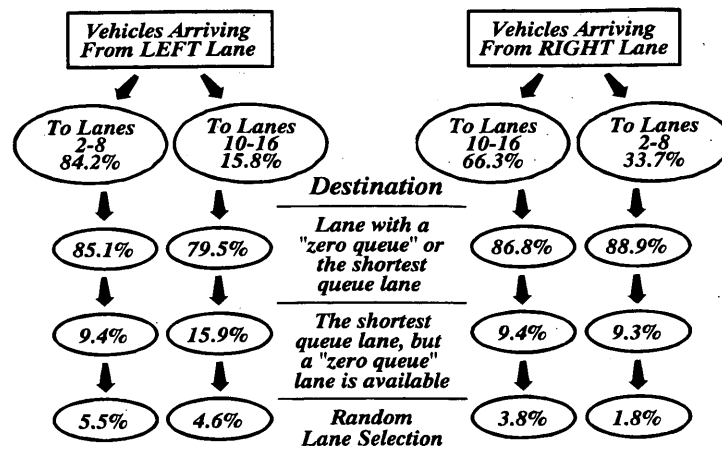 Vehicles Arriving
From LEFT Lane
Vehicles Arriving
From RIGHT Lane
To Lanes
2-8
84.2%
To Lanes
10-16
15.8%
To Lanes
10-16
66.3%
To Lanes
2-8
33.7%
Destination
85.1%
79.5%
Lane with a
"zero queue" or
the shortest
queue lane
86.8%
88.9%
9.4%
15.9%
The shortest
queue lane, but
a "zero queue"
lane is available
9.4%
9.3%
5.5%
4.6%
Random
Lane Selection
3.8%
1.8%